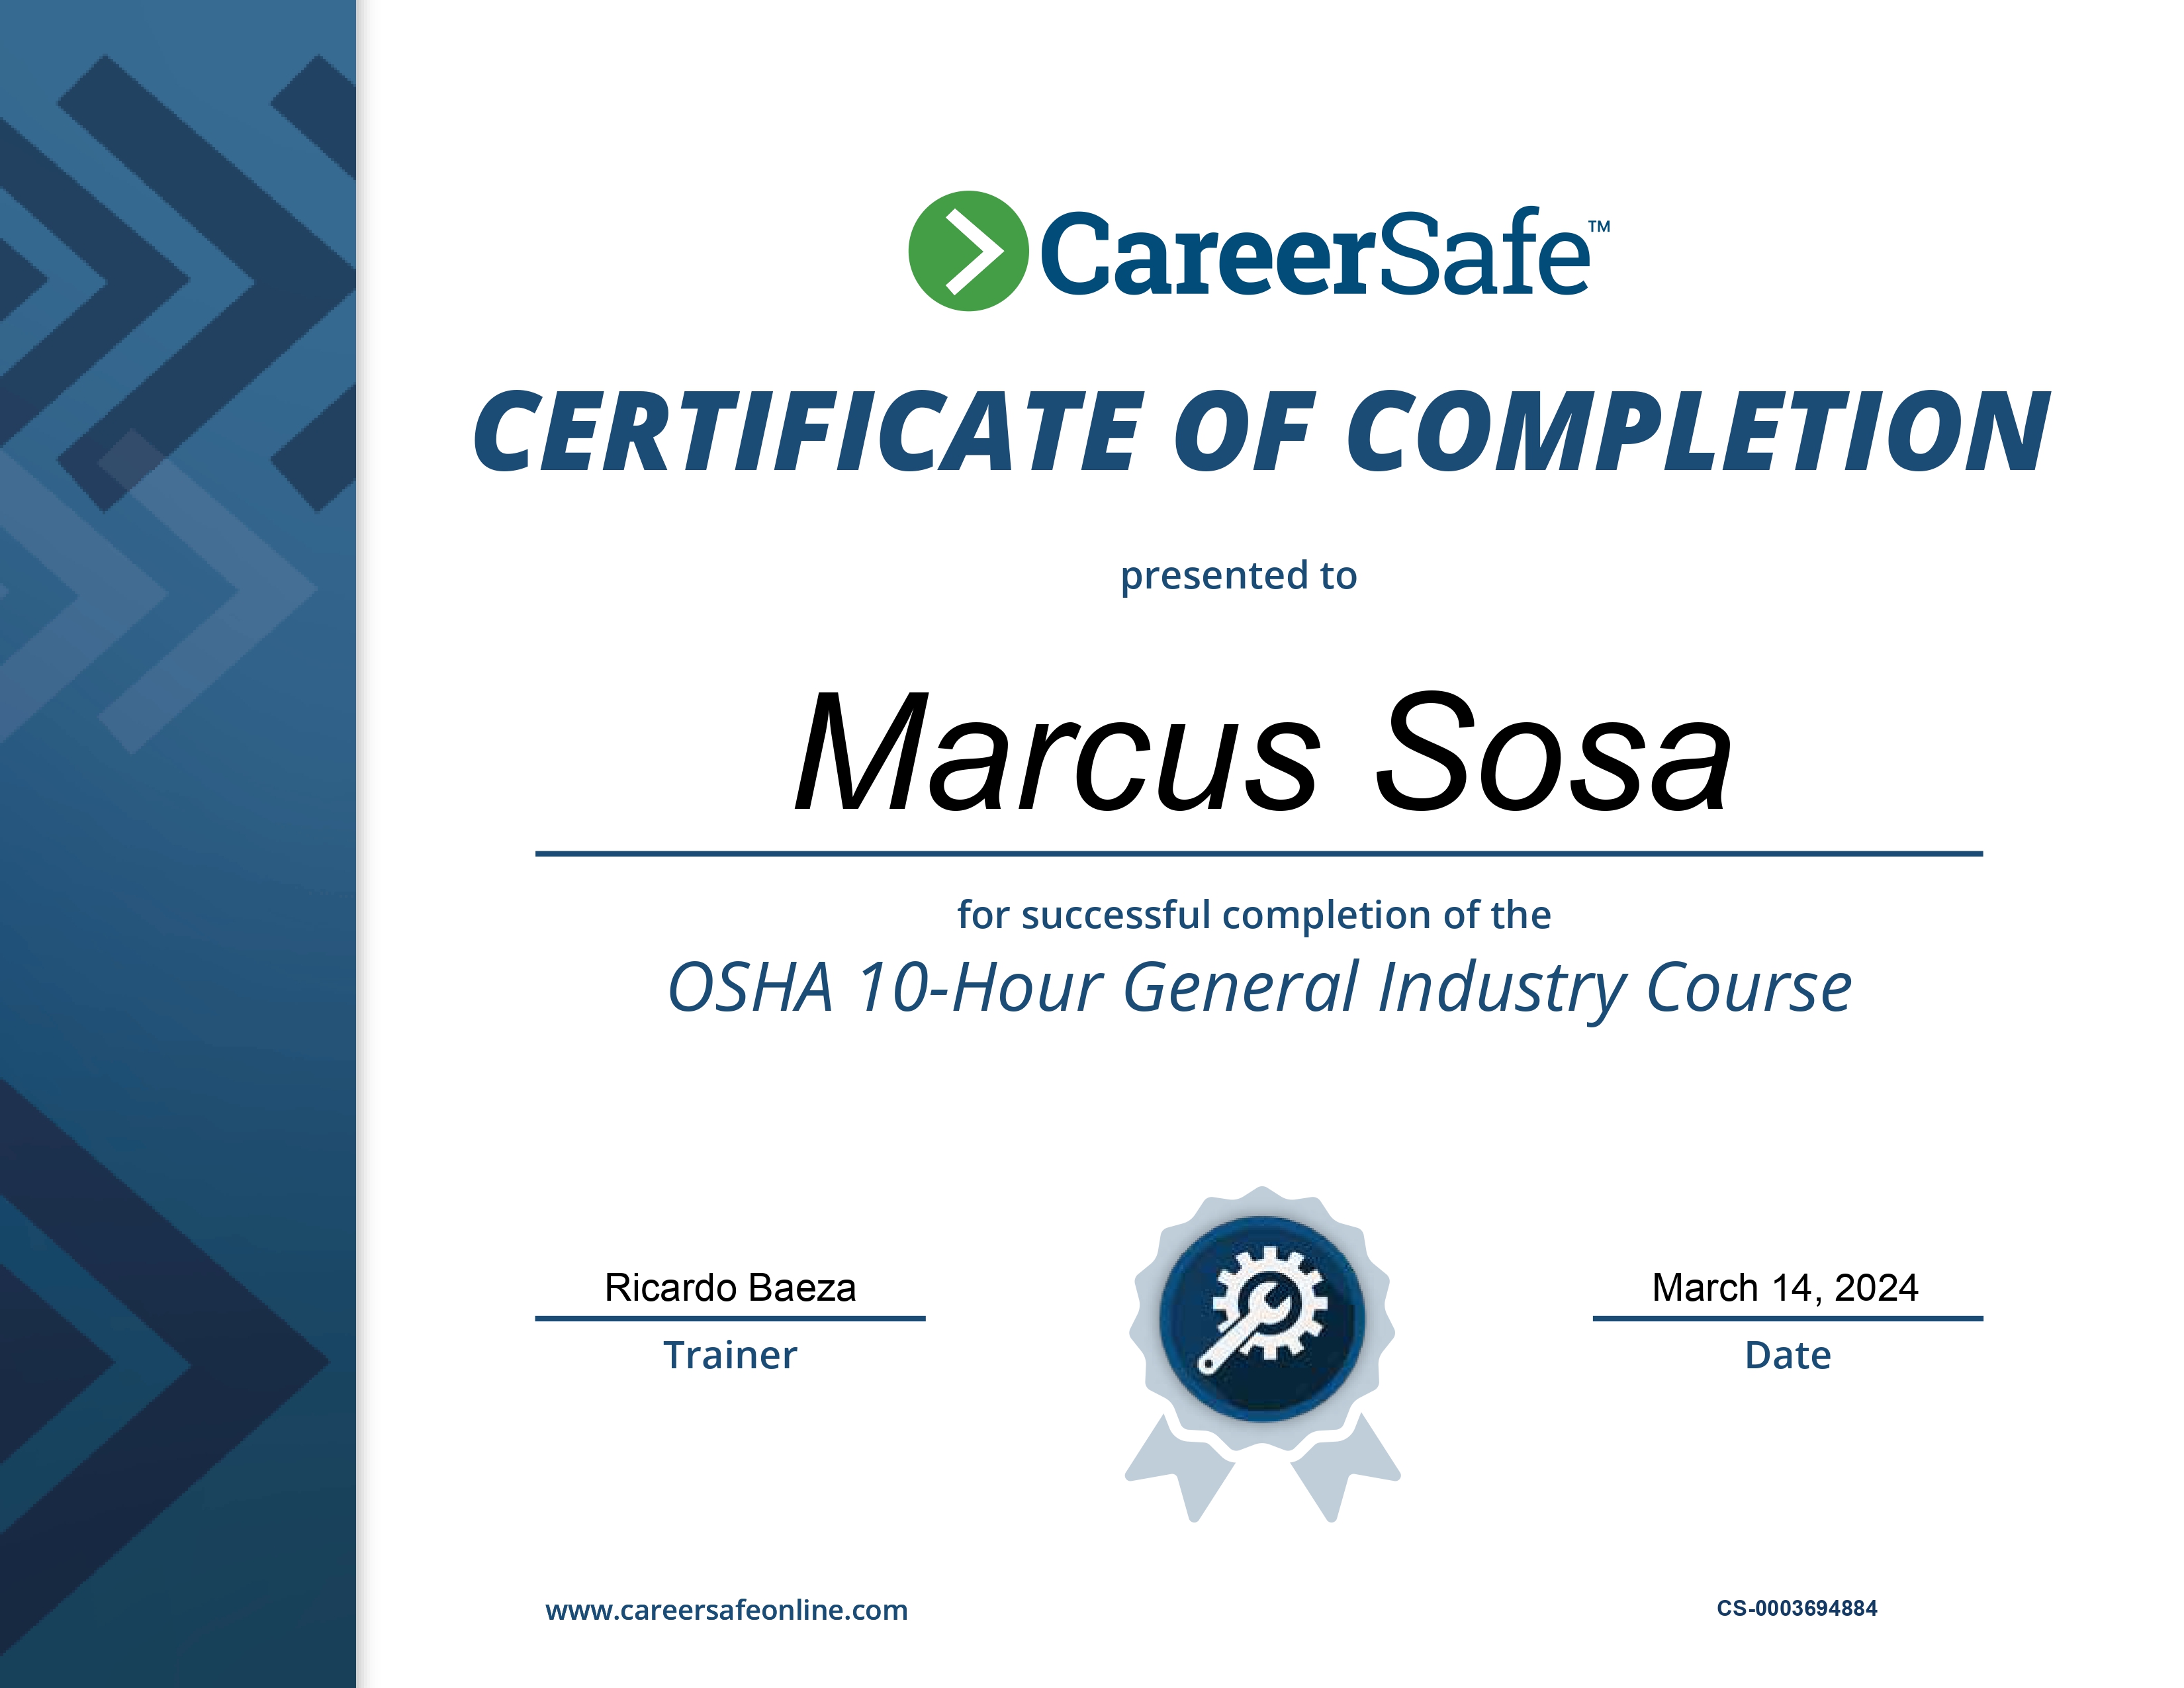 CareerSafe™
CERTIFICATE OF COMPLETION
presented to
Marcus Sosa
for successful completion of the
OSHA 10-Hour General Industry Course
Ricardo Baeza
Trainer
March 14, 2024
Date
www.careersafeonline.com
CS-0003694884